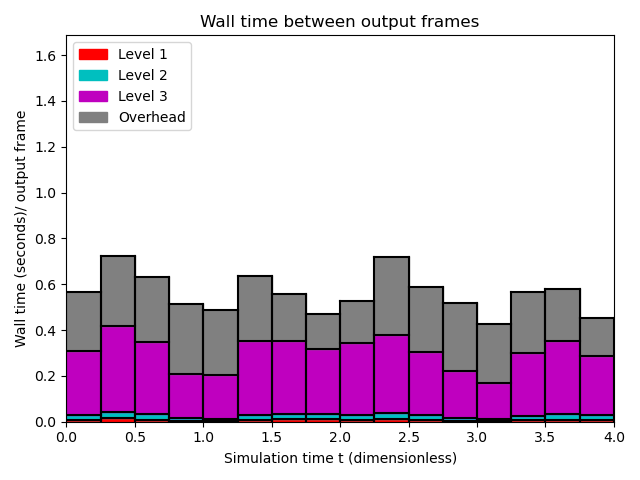 Wall time between output frames
Level 1
Level 2
Level 3
Overhead
Wall time (seconds)/ output frame
1.6
1.4
1.2
1.0
0.8
0.6
0.4
0.2
0.0
0.0 0.5 1.0 1.5 2.0 2.5 3.0 3.5 4.0
Simulation time t (dimensionless)